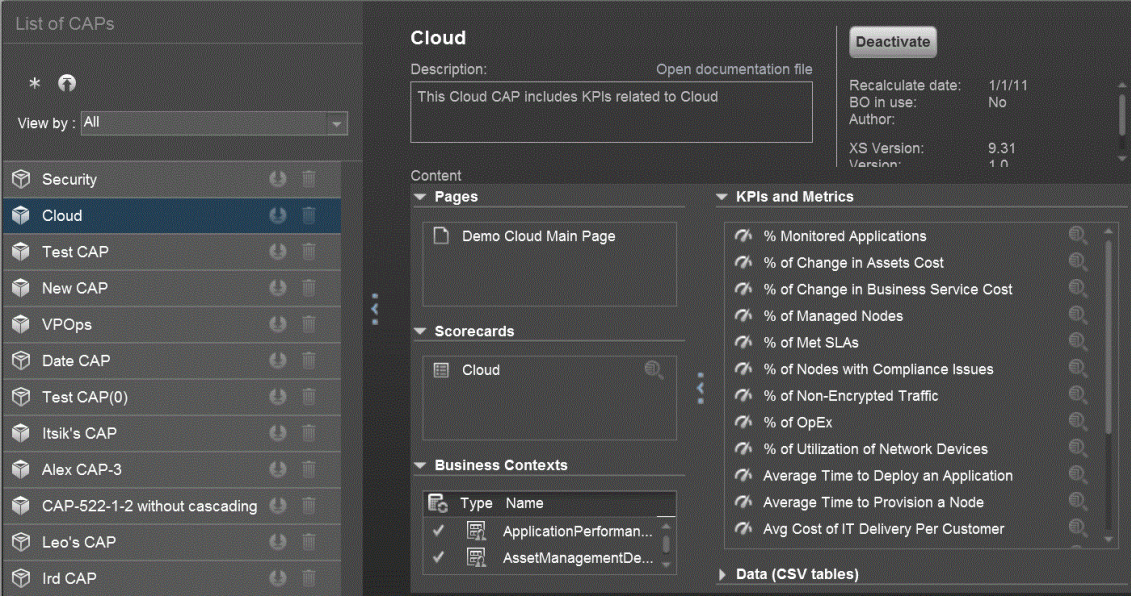 List of CAPs
View by : All
Security
Cloud
Test CAP
New CAP
VPOps
Date CAP
Test CAP(0)
Itsik's CAP
Alex CAP-3
CAP-522-1-2 without cascading
Leo's CAP
Ird CAP
Cloud
Description: Open documentation file
This Cloud CAP includes KPIs related to Cloud
Deactivate
Recalculate date: 1/1/11
BO in use: No
Author:
XS Version: 9.31
Version: 1.0
Content
Pages
Demo Cloud Main Page
Scorecards
Cloud
Business Contexts
Type Name
ApplicationPerforman...
AssetManagementDe...
KPIs and Metrics
% Monitored Applications
% of Change in Assets Cost
% of Change in Business Service Cost
% of Managed Nodes
% of Met SLAs
% of Nodes with Compliance Issues
% of Non-Encrypted Traffic
% of OpEx
% of Utilization of Network Devices
Average Time to Deploy an Application
Average Time to Provision a Node
Avg Cost of IT Delivery Per Customer
Data (CSV tables)